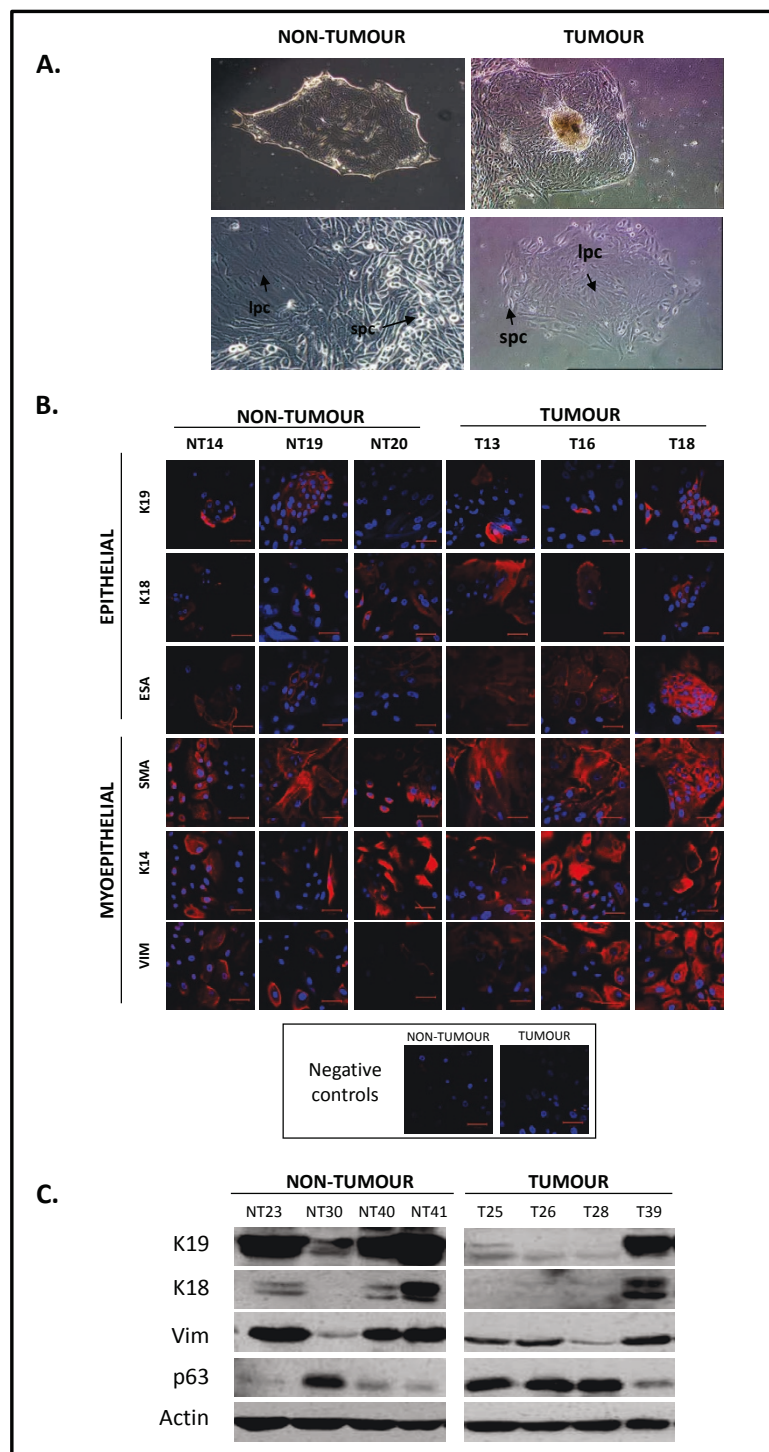 NON-TUMOUR TUMOUR
A.
lpc
spc
lpc
spc
B.
NON-TUMOUR TUMOUR
NT14 NT19 NT20 T13 T16 T18
EPITHELIAL
K19
K18
ESA
MYOEPITHELIAL
SMA
K14
VIM
NON-TUMOUR TUMOUR
Negative
controls
C.
NON-TUMOUR TUMOUR
NT23 NT30 NT40 NT41 T25 T26 T28 T39
K19
K18
Vim
p63
Actin